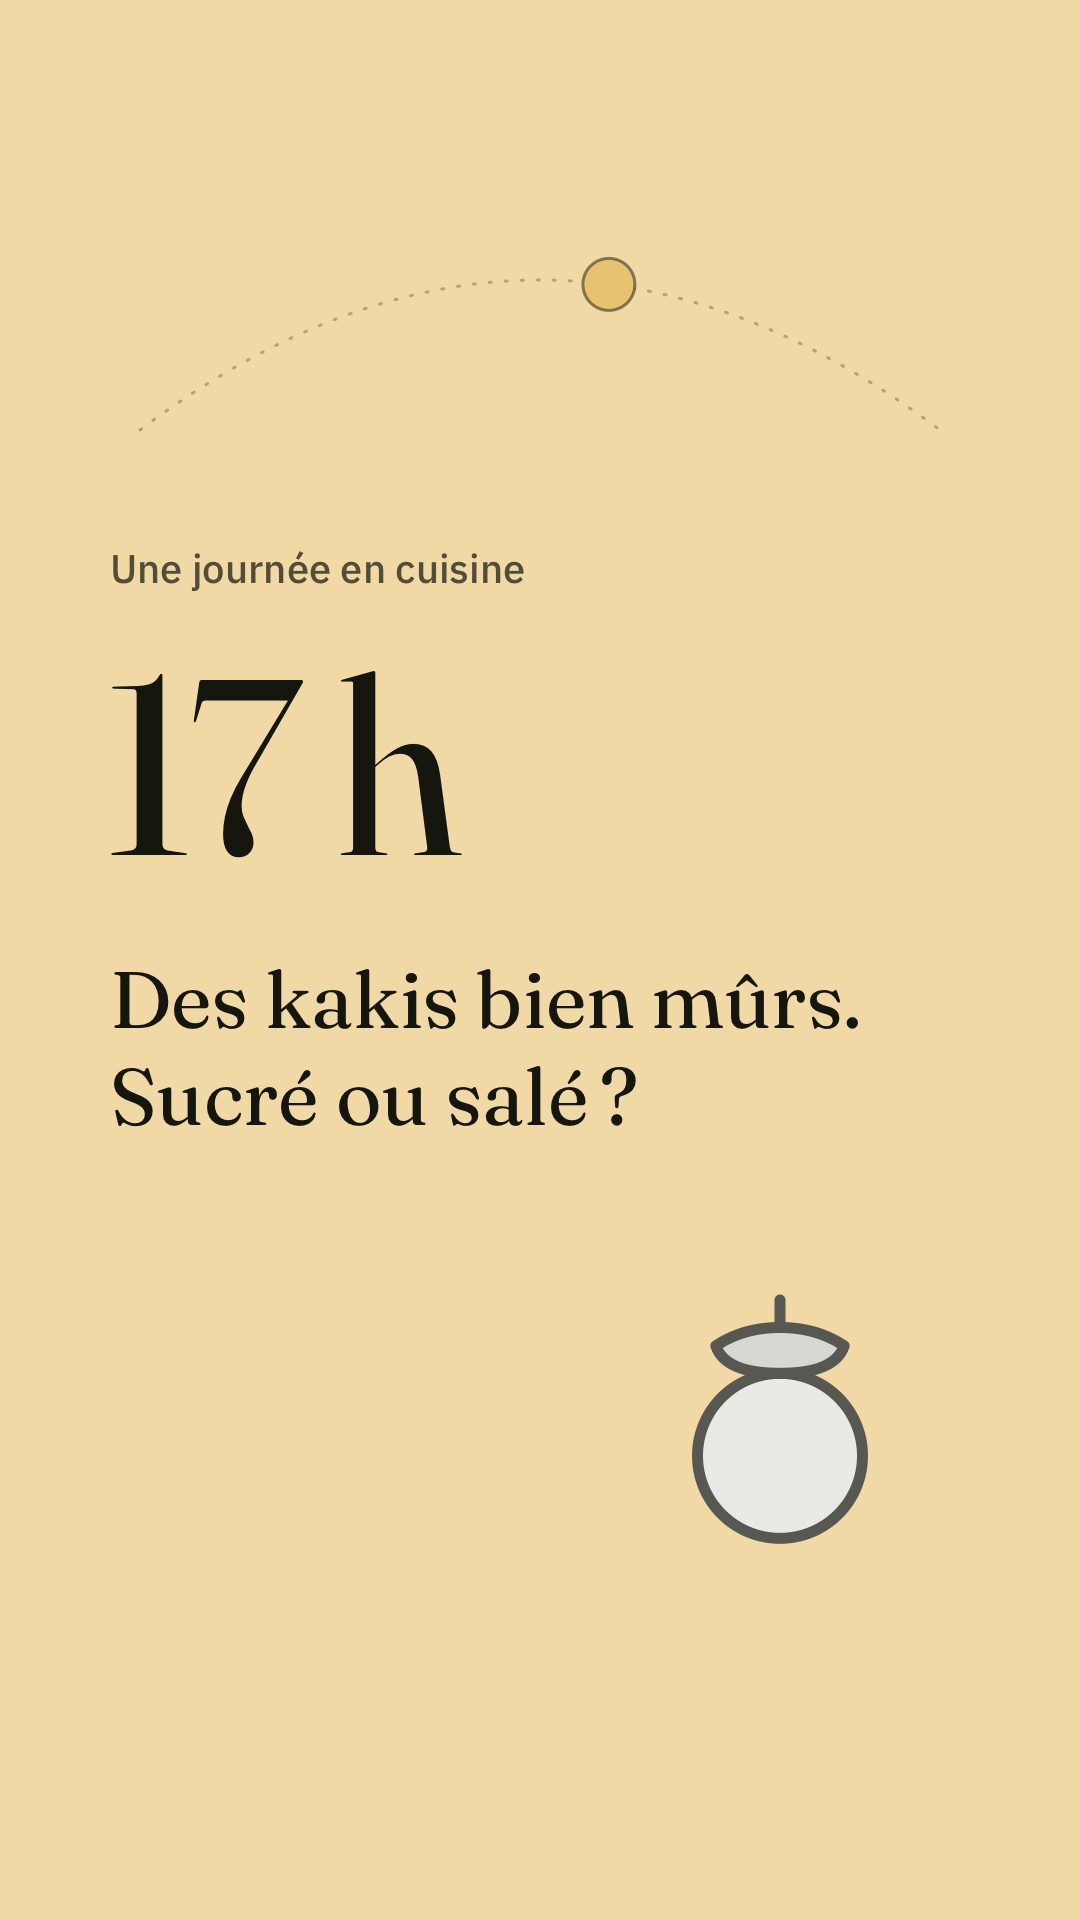 Une journée en cuisine
17 h
Des kakis bien mûrs.
Sucré ou salé ?